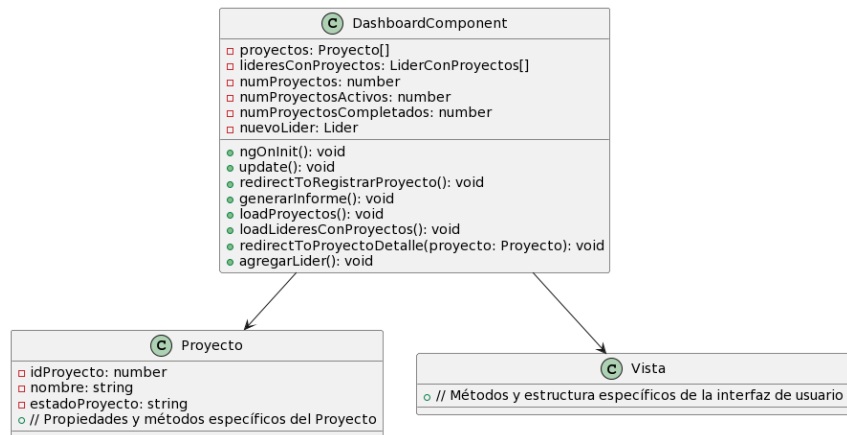 C DashboardComponent
proyectos: Proyecto[]
lideresConProyectos: LiderConProyectos[]
numProyectos: number
numProyectosActivos: number
numProyectosCompletados: number
nuevoLider: Lider
ngOnInit(): void
update(): void
redirectToRegistrarProyecto(): void
generarInforme(): void
loadProyectos(): void
loadLideresConProyectos(): void
redirectToProyectoDetalle(proyecto: Proyecto): void
agregarLider(): void
C Proyecto
idProyecto: number
nombre: string
estadoProyecto: string
// Propiedades y métodos específicos del Proyecto
C Vista
// Métodos y estructura específicos de la interfaz de usuario